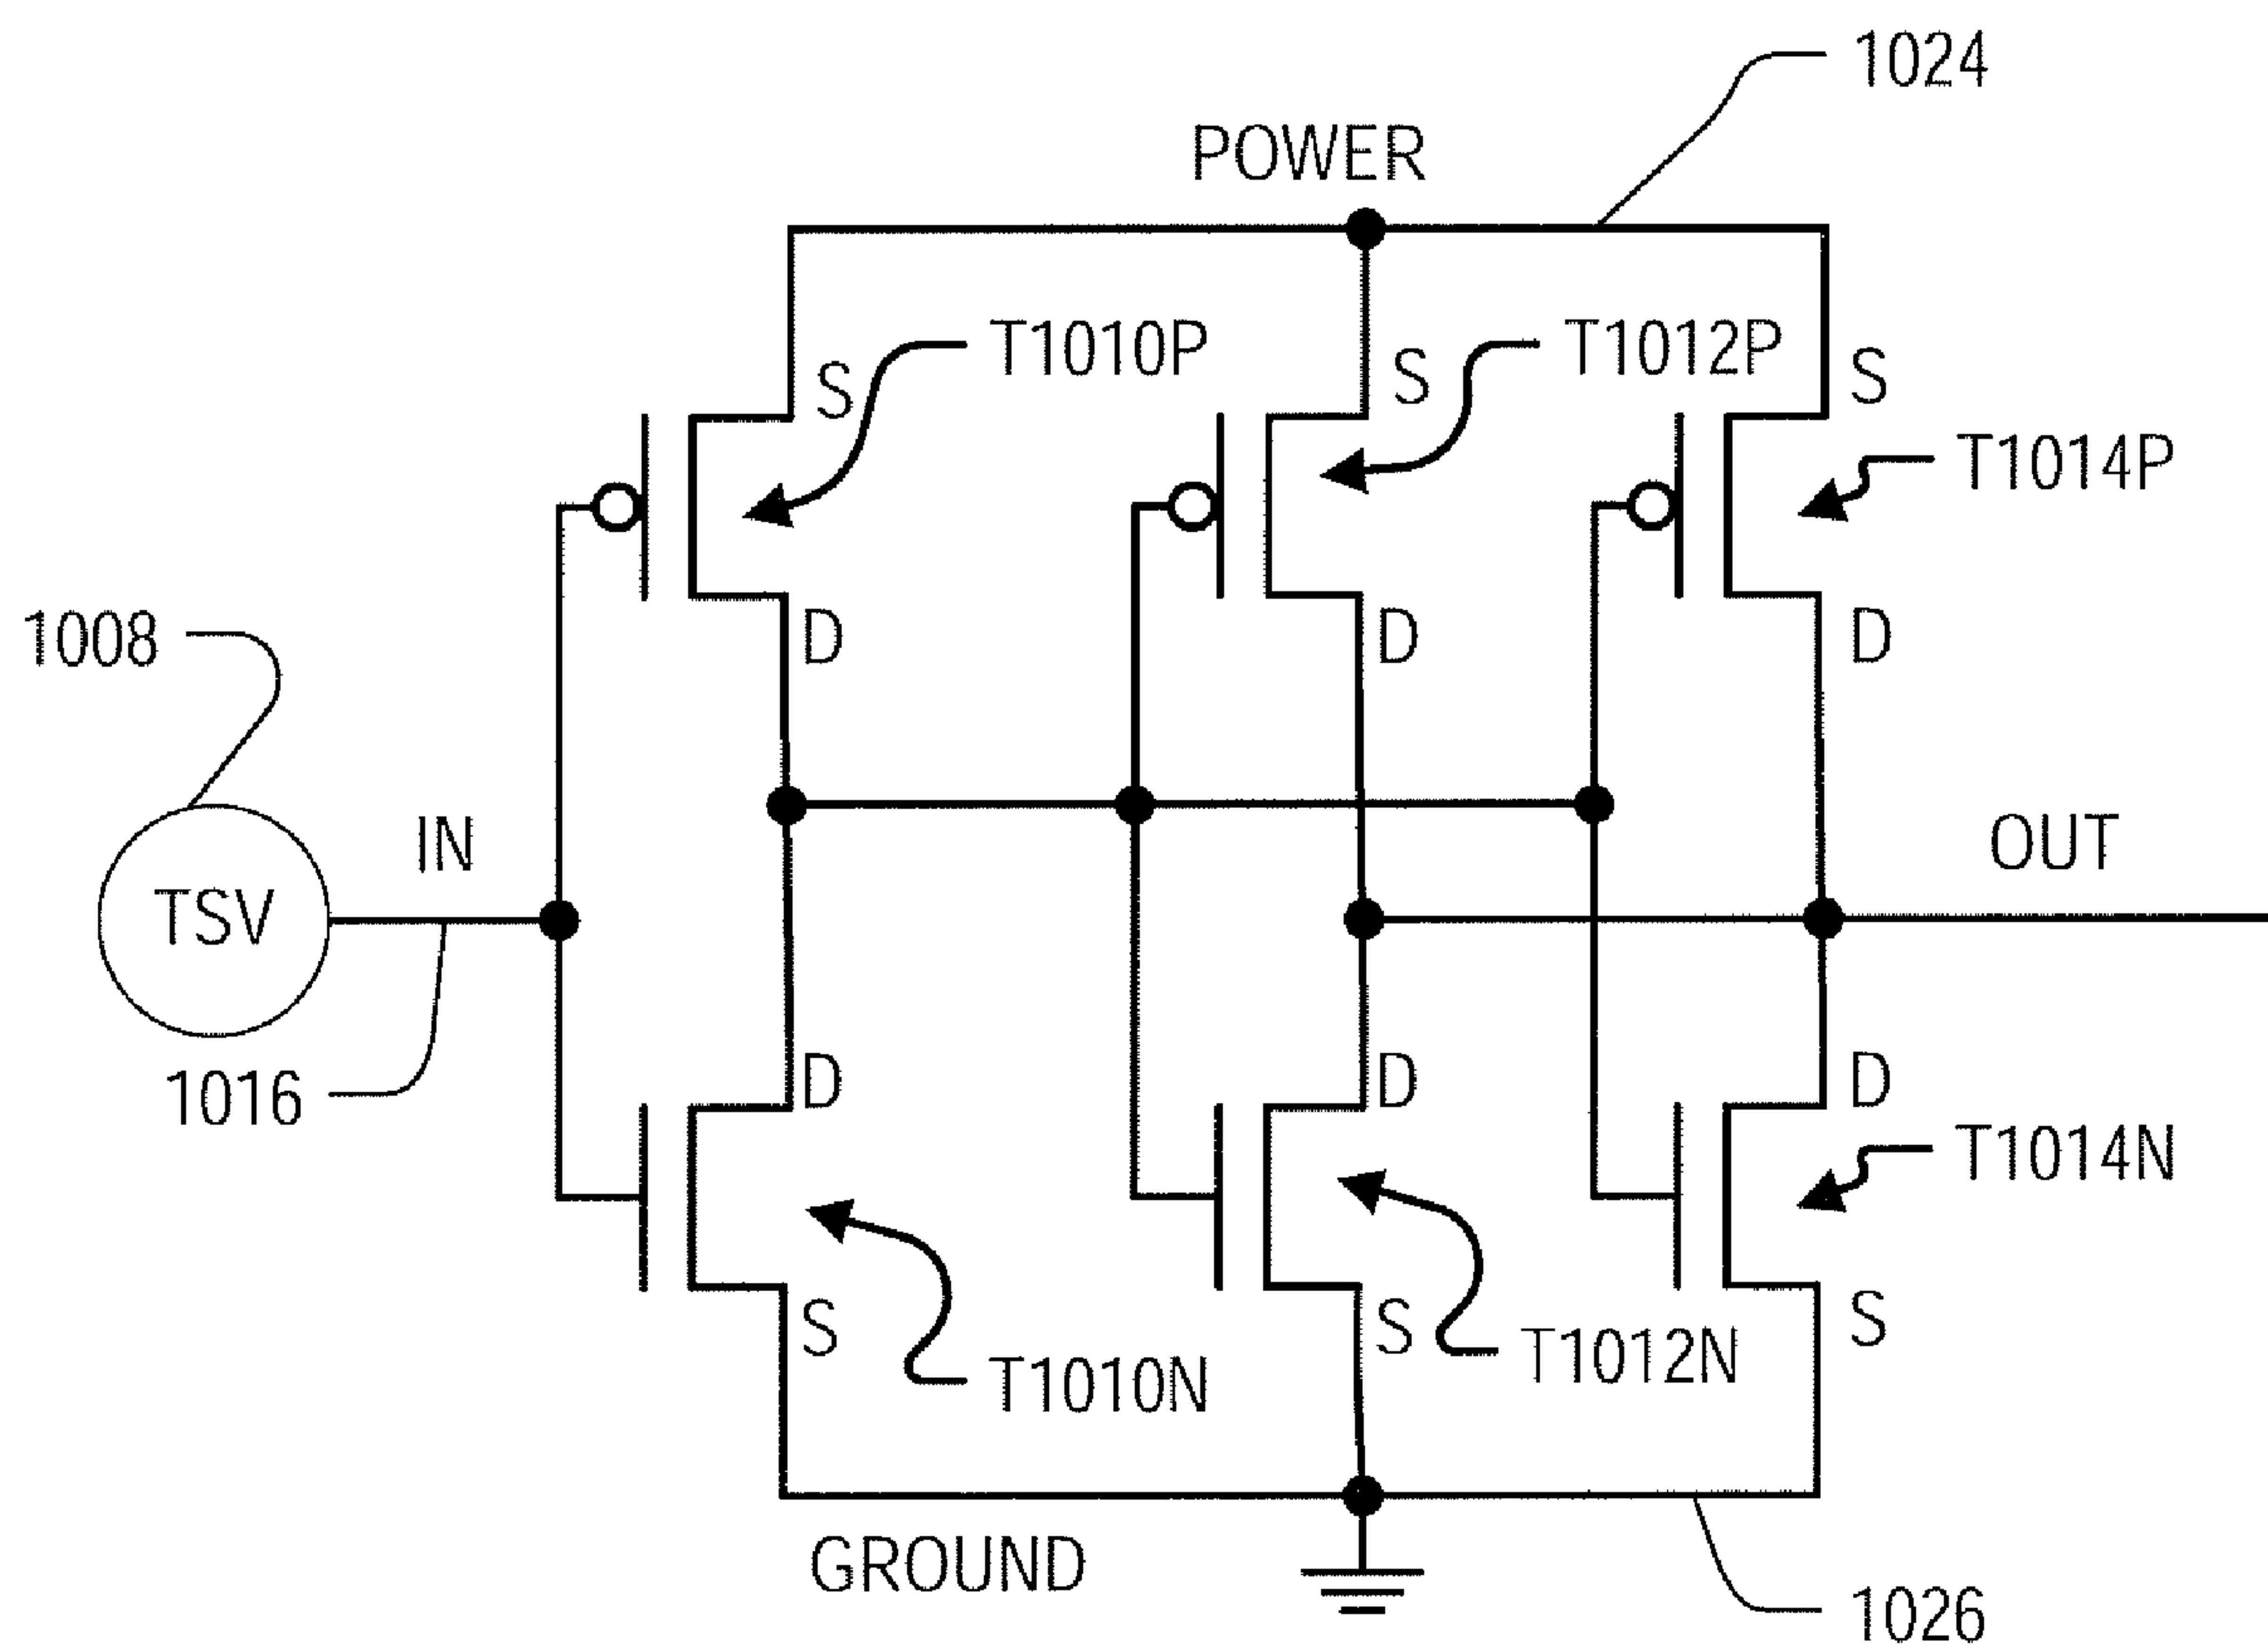 1024
POWER
T1010P
T1012P
S
S
S
T1014P
1008
D
D
D
IN
OUT
TSV
1016
D
D
D
T1014N
S
S
S
T1010N
T1012N
GROUND
1026